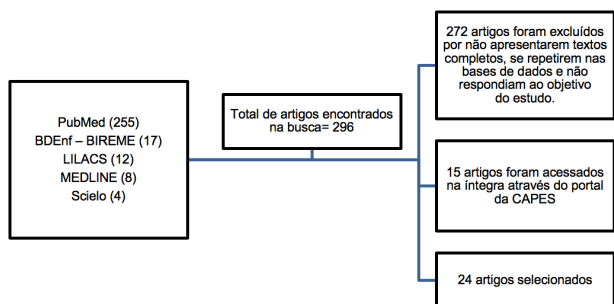 PubMed (255)
BDEnf – BIREME (17)
LILACS (12)
MEDLINE (8)
Scielo (4)
Total de artigos encontrados
na busca= 296
272 artigos foram excluídos
por não apresentarem textos
completos, se repetirem nas
bases de dados e não
respondiam ao objetivo
do estudo.
15 artigos foram acessados
na íntegra através do portal
da CAPES
24 artigos selecionados